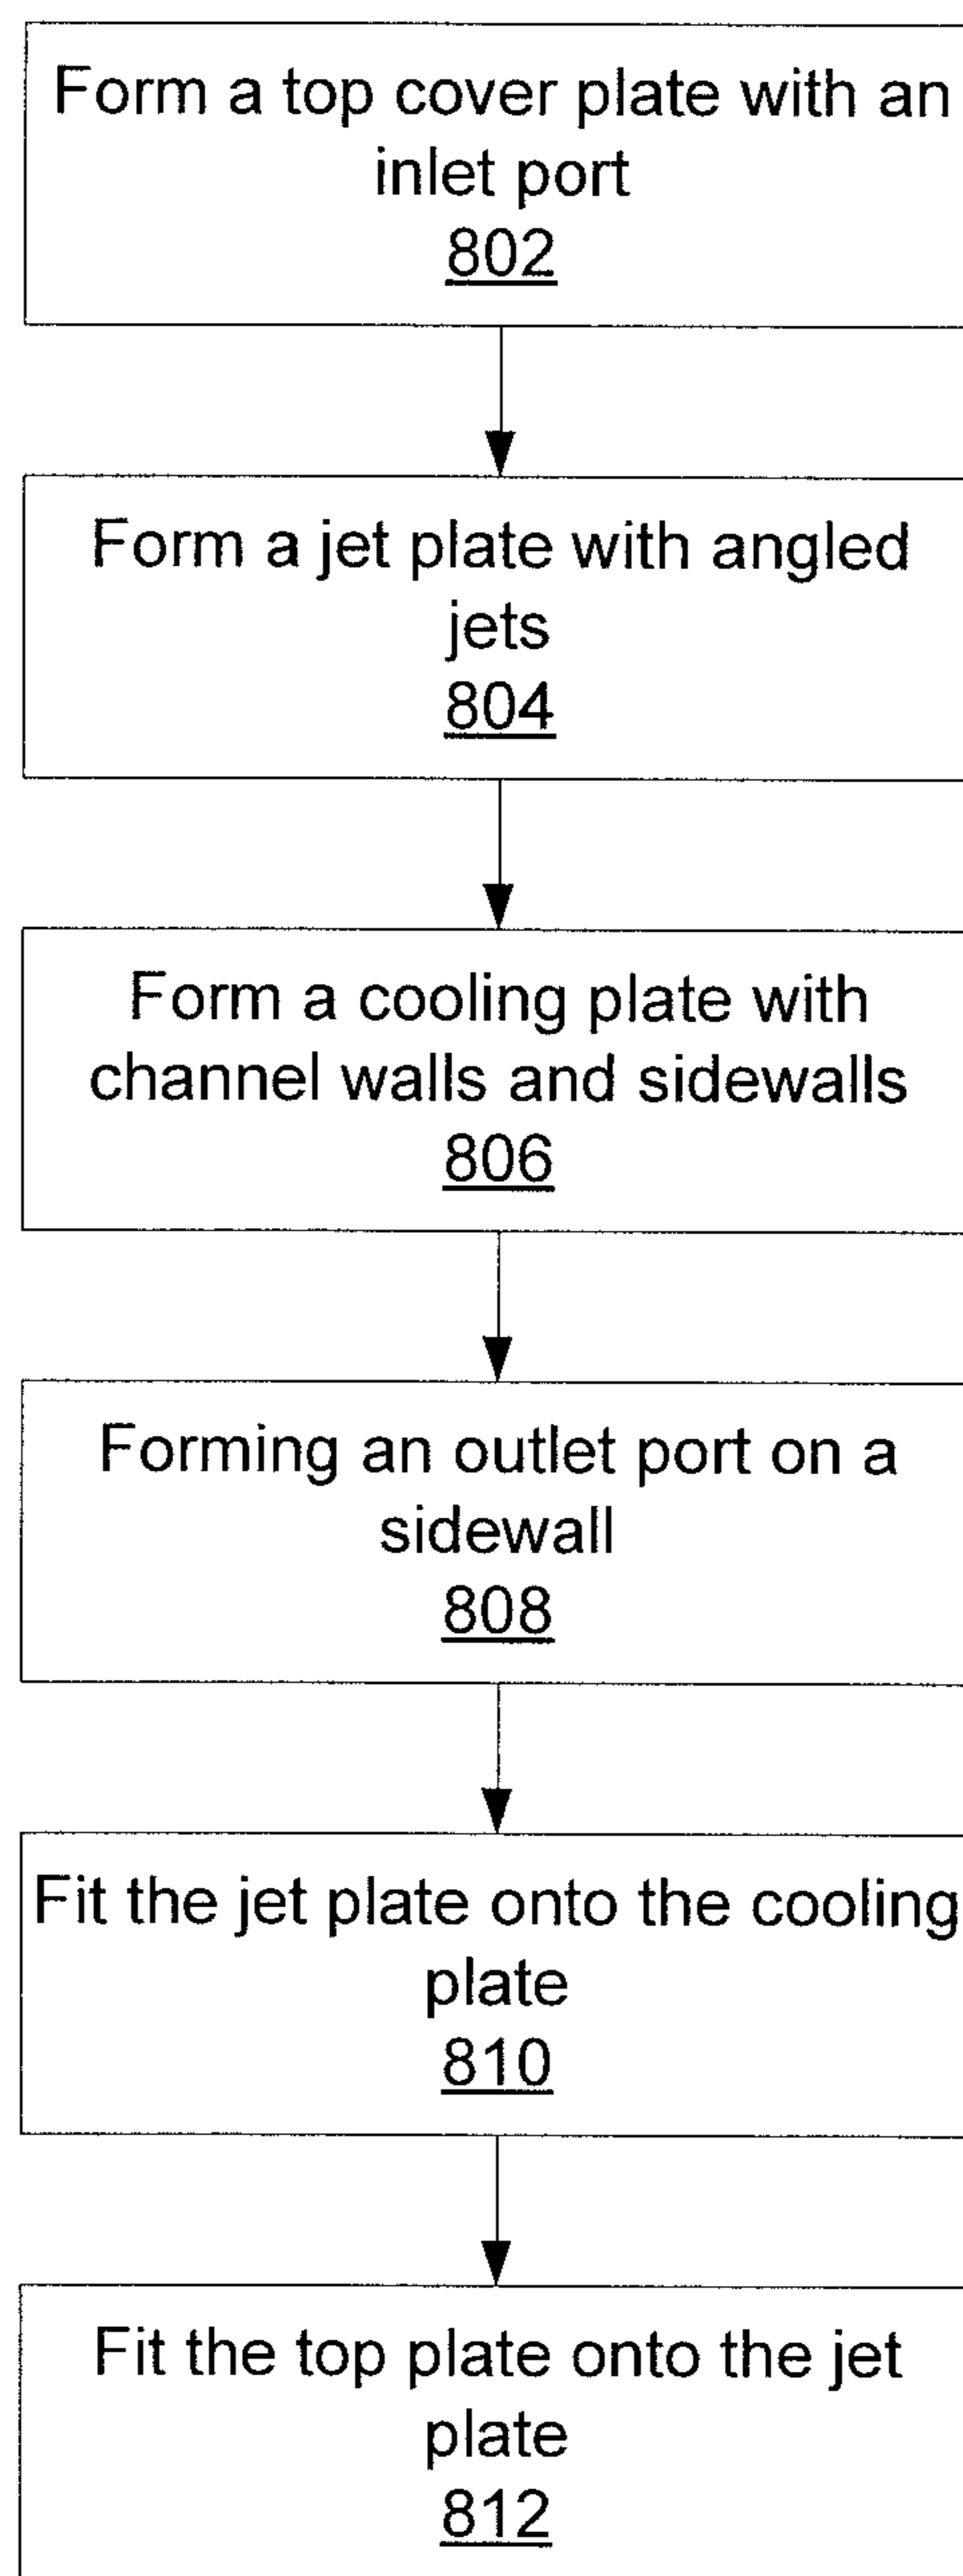 Form a top cover plate with an
inlet port
802
Form a jet plate with angled
jets
804
Form a cooling plate with
channel walls and sidewalls
806
Forming an outlet port on a
sidewall
808
Fit the jet plate onto the cooling
plate
810
Fit the top plate onto the jet
plate
812